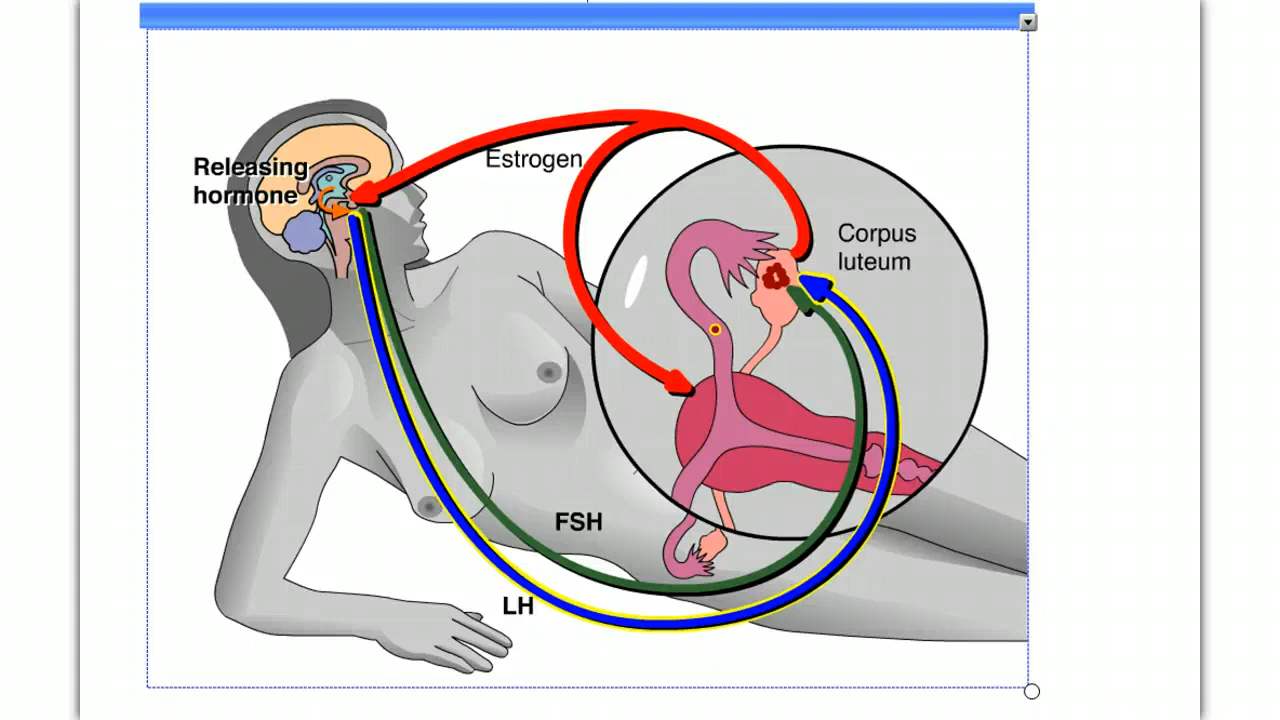 Releasing
hormone
Estrogen
Corpus
luteum
FSH
LH